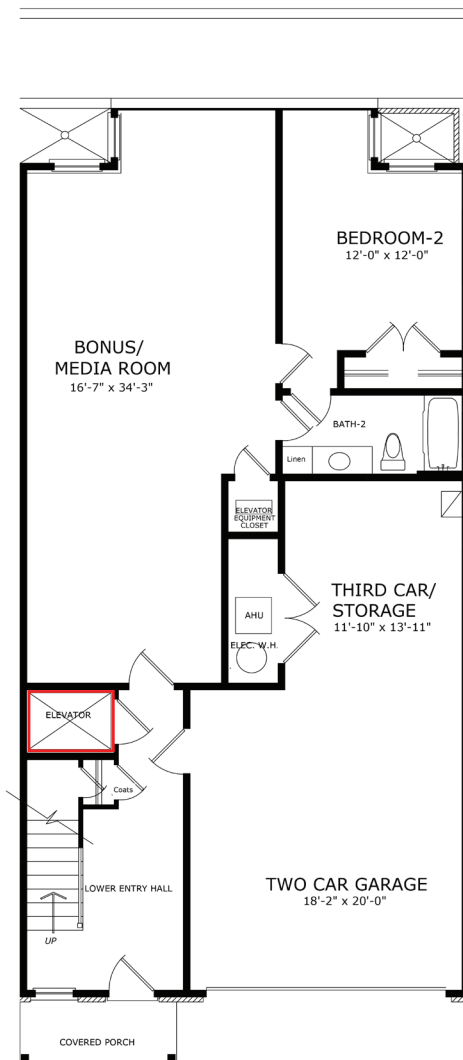 BEDROOM-2
12'-0" x 12'-0"
BONUS/
MEDIA ROOM
16'-7" x 34'-3"
BATH-2
Linen
ELEVATOR
EQUIPMENT
CLOSET
THIRD CAR/
STORAGE
11'-10" x 13'-11"
AHU
ELEC. W.H.
ELEVATOR
Coats
LOWER ENTRY HALL
TWO CAR GARAGE
18'-2" x 20'-0"
UP
COVERED PORCH